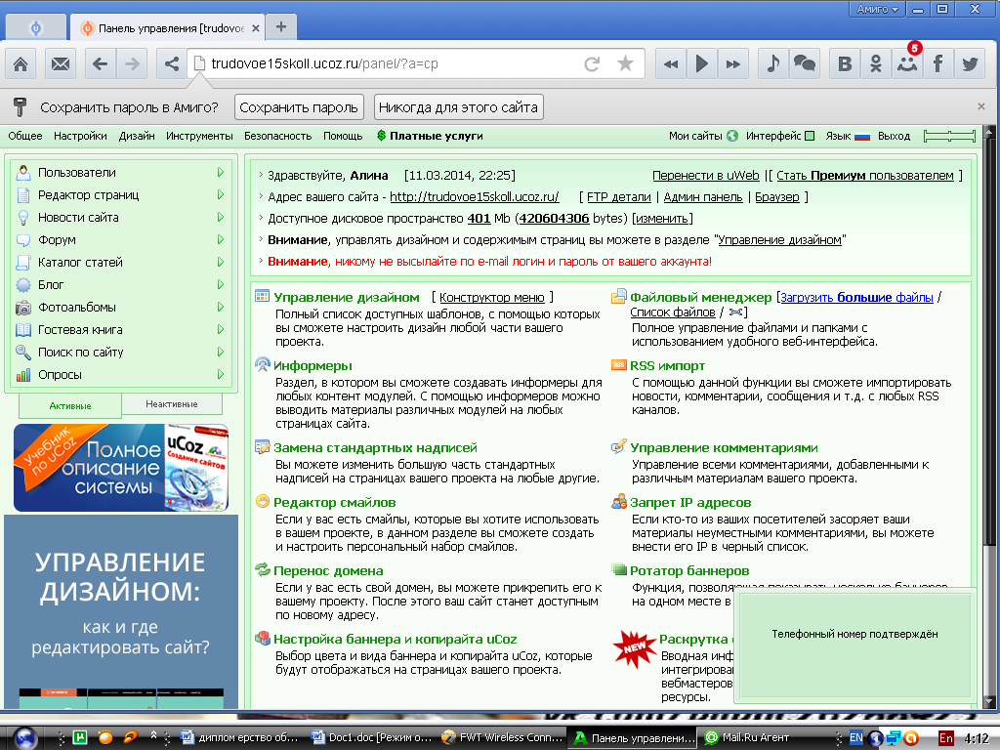 Амиго
Панель управления [trudovoe
trudovoe15skoll.ucoz.ru/panel/?a=cp
5
Сохранить пароль в Амиго? Сохранить пароль Никогда для этого сайта
Общее Настройки Дизайн Инструменты Безопасность Помощь Платные услуги Мои сайты Интерфейс Язык Выход
Пользователи
Редактор страниц
Новости сайта
Форум
Каталог статей
Блог
Фотоальбомы
Гостевая книга
Поиск по сайту
Опросы
Активные Неактивные
Учебник по uCoz
Полное описание системы
uCoz
Создание сайтов
УПРАВЛЕНИЕ
ДИЗАЙНОМ:
как и где
редактировать сайт?
Здравствуйте, Алина [11.03.2014, 22:25] Перенести в uWeb |[ Стать Премиум пользователем ]
Адрес вашего сайта - http://trudovoe15skoll.ucoz.ru/ [ FTP детали | Админ панель | Браузер ]
Доступное дисковое пространство 401 Mb (420604306 bytes) [изменить]
Внимание, управлять дизайном и содержимым страниц вы можете в разделе "Управление дизайном"
Внимание, никому не высылайте по e-mail логин и пароль от вашего аккаунта!
Управление дизайном [ Конструктор меню ]
Полный список доступных шаблонов, с помощью которых
вы сможете настроить дизайн любой части вашего
проекта.
Информеры
Раздел, в котором вы сможете создавать информеры для
любых контент модулей. С помощью информеров можно
выводить материалы различных модулей на любых
страницах сайта.
Замена стандартных надписей
Вы можете изменить большую часть стандартных
надписей на страницах вашего проекта на любые другие.
Редактор смайлов
Если у вас есть смайлы, которые вы хотите использовать
в вашем проекте, в данном разделе вы сможете создать
и настроить персональный набор смайлов.
Перенос домена
Если у вас есть свой домен, вы можете прикрепить его к
вашему проекту. После этого ваш сайт станет доступным
по новому адресу.
Настройка баннера и копирайта uCoz
Выбор цвета и вида баннера и копирайта uCoz, которые
будут отображаться на страницах вашего проекта.
Файловый менеджер [Загрузить большие файлы /
Список файлов / ]
Полное управление файлами и папками с
использованием удобного веб-интерфейса.
RSS импорт
С помощью данной функции вы сможете импортировать
новости, комментарии, сообщения и т.д. с любых RSS
каналов.
Управление комментариями
Управление всеми комментариями, добавленными к
различным материалам вашего проекта.
Запрет IP адресов
Если кто-то из ваших посетителей засоряет ваши
материалы неуместными комментариями, вы можете
внести его IP в черный список.
Ротатор баннеров
Функция, позволяющая показывать несколько баннеров
на одном месте в
NEW
Раскрутка
Вводная инф
интегрирова
вебмастеров
ресурсы.
Телефонный номер подтверждён
диплом ерство об... Doc1.doc [Режим о... FWT Wireless Conn... Панель управлени... Mail.Ru Агент EN En 4:12